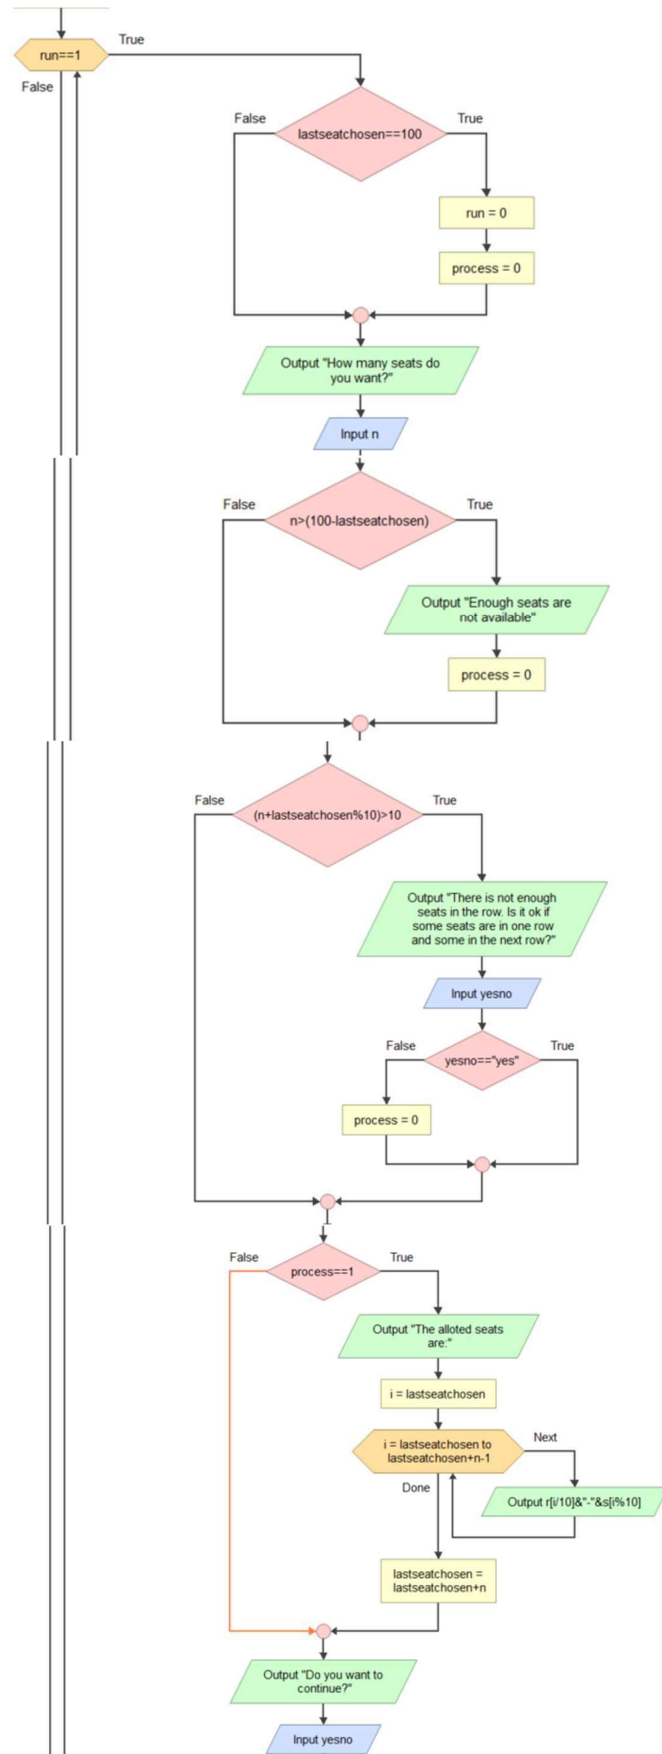 True
run==1
False
False
True
lastseatchosen==100
run = 0
process = 0
Output "How many seats do
you want?"
Input n
False
True
n>(100-lastseatchosen)
Output "Enough seats are
not available"
process = 0
False
True
(n+lastseatchosen%10)>10
Output "There is not enough
seats in the row. Is it ok if
some seats are in one row
and some in the next row?"
Input yesno
False
True
yesno=="yes"
process = 0
False
True
process==1
Output "The alloted seats
are:"
i = lastseatchosen
i = lastseatchosen to
lastseatchosen+n-1
Next
Done
Output r[i/10]&"-"&s[i%10]
lastseatchosen =
lastseatchosen+n
Output "Do you want to
continue?"
Input yesno